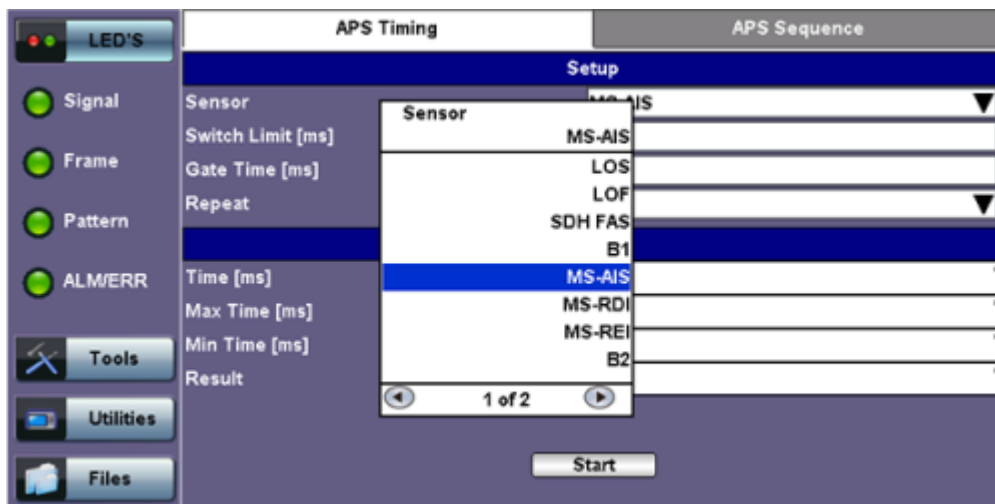 LED'S
Signal
Frame
Pattern
ALM/ERR
Tools
Utilities
Files
APS Timing
APS Sequence
Setup
Sensor
MS-AIS
Switch Limit [ms]
Gate Time [ms]
Repeat
Time [ms]
Max Time [ms]
Min Time [ms]
Result
Sensor
MS-AIS
LOS
LOF
SDH FAS
B1
MS-AIS
MS-RDI
MS-REI
B2
1 of 2
Start